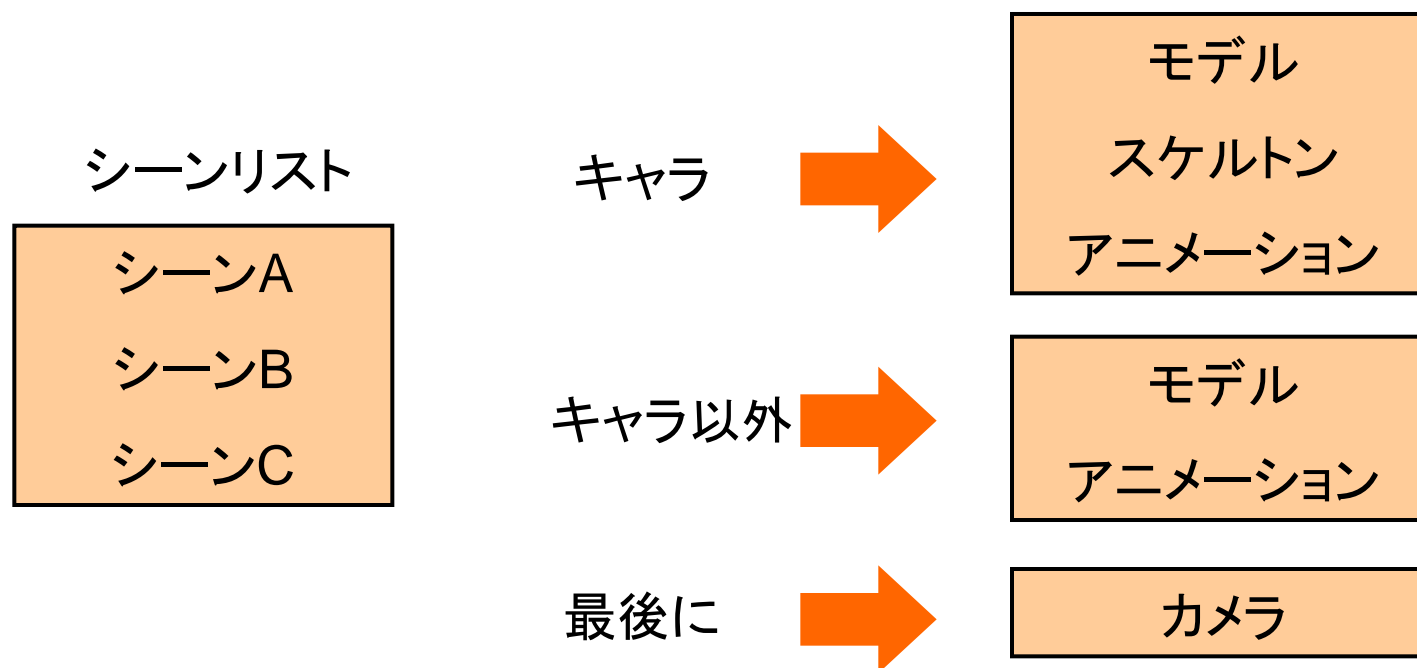 シーンリスト
シーンA
シーンB
シーンC
キャラ
モデル
スケルトン
アニメーション
キャラ以外
モデル
アニメーション
最後に
カメラ